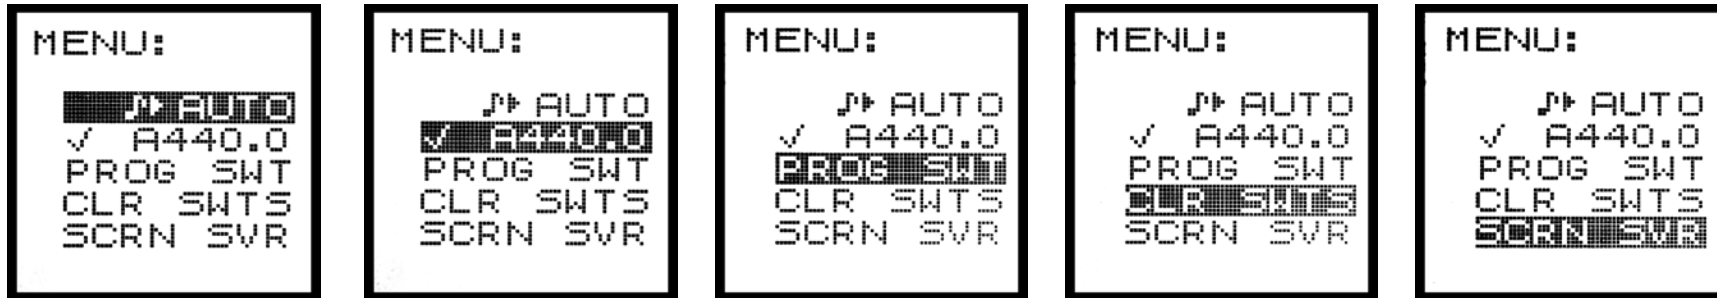 MENU:
♪▸ AUTO
✓ A440.0
PROG SWT
CLR SWTS
SCRN SVR
MENU:
♪▸ AUTO
✓ A440.0
PROG SWT
CLR SWTS
SCRN SVR
MENU:
♪▸ AUTO
✓ A440.0
PROG SWT
CLR SWTS
SCRN SVR
MENU:
♪▸ AUTO
✓ A440.0
PROG SWT
CLR SWTS
SCRN SVR
MENU:
♪▸ AUTO
✓ A440.0
PROG SWT
CLR SWTS
SCRN SVR